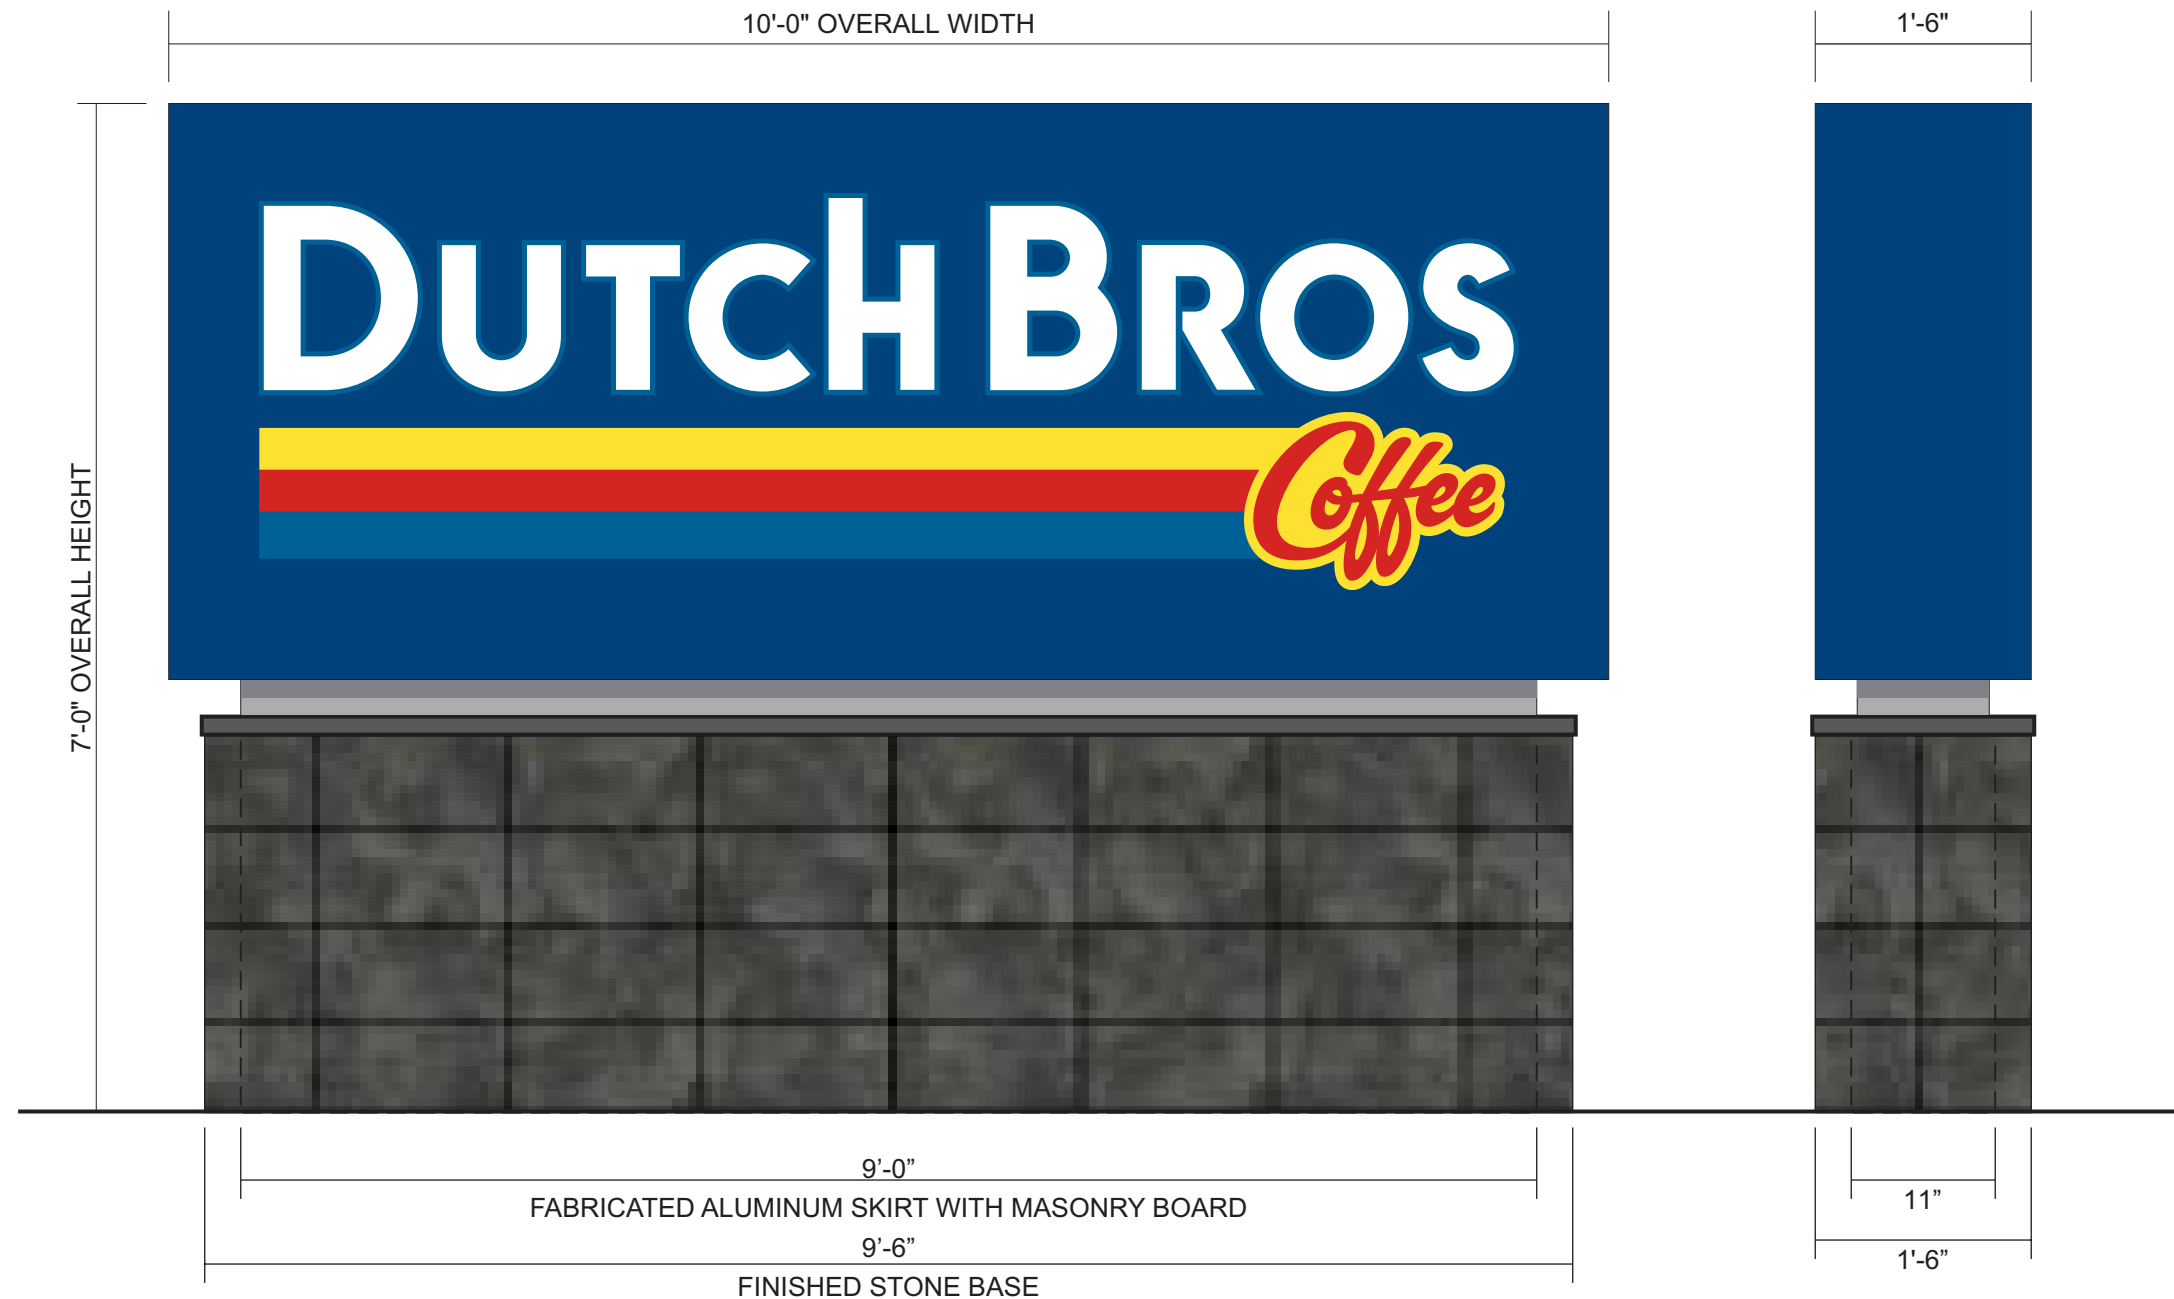 10'-0" OVERALL WIDTH
1'-6"
7'-0" OVERALL HEIGHT
DUTCH BROS
Coffee
9’-0”
FABRICATED ALUMINUM SKIRT WITH MASONRY BOARD
9’-6”
FINISHED STONE BASE
11”
1'-6”